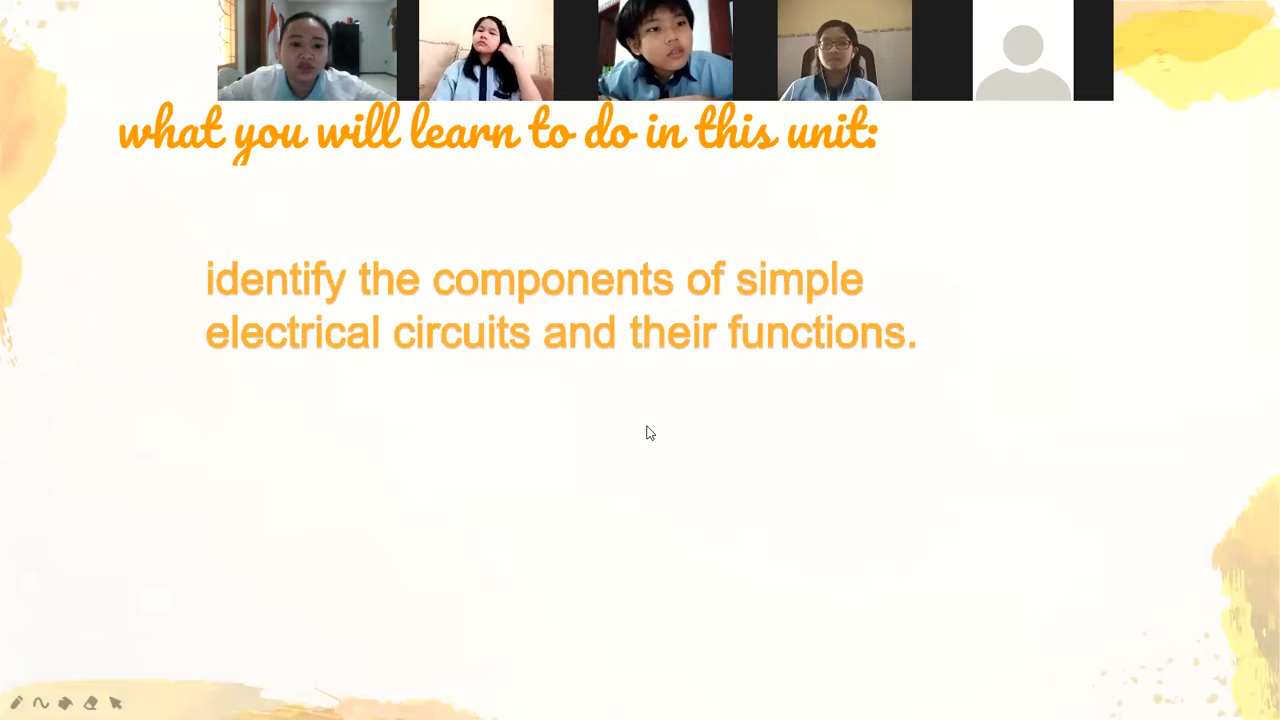 what you will learn to do in this unit:
identify the components of simple
electrical circuits and their functions.